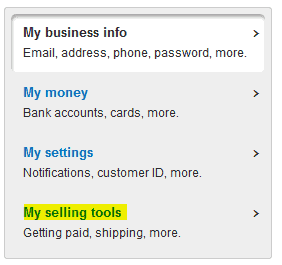 My business info
Email, address, phone, password, more.
My money
Bank accounts, cards, more.
My settings
Notifications, customer ID, more.
My selling tools
Getting paid, shipping, more.